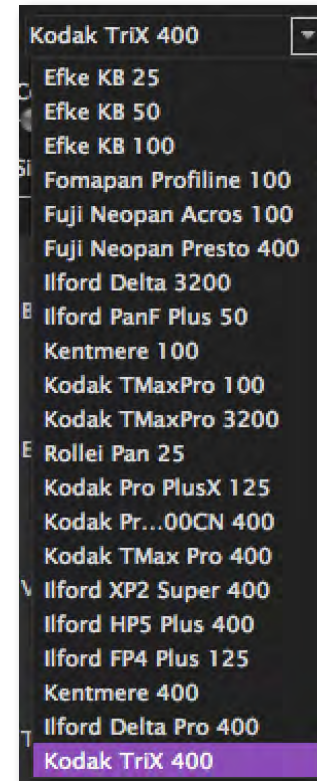 Kodak TriX 400
Efke KB 25
Efke KB 50
Efke KB 100
Fomapan Profiline 100
Fuji Neopan Acros 100
Fuji Neopan Presto 400
Ilford Delta 3200
Ilford PanF Plus 50
Kentmere 100
Kodak TMaxPro 100
Kodak TMaxPro 3200
Rollei Pan 25
Kodak Pro PlusX 125
Kodak Pr...00CN 400
Kodak TMax Pro 400
Ilford XP2 Super 400
Ilford HP5 Plus 400
Ilford FP4 Plus 125
Kentmere 400
Ilford Delta Pro 400
Kodak TriX 400